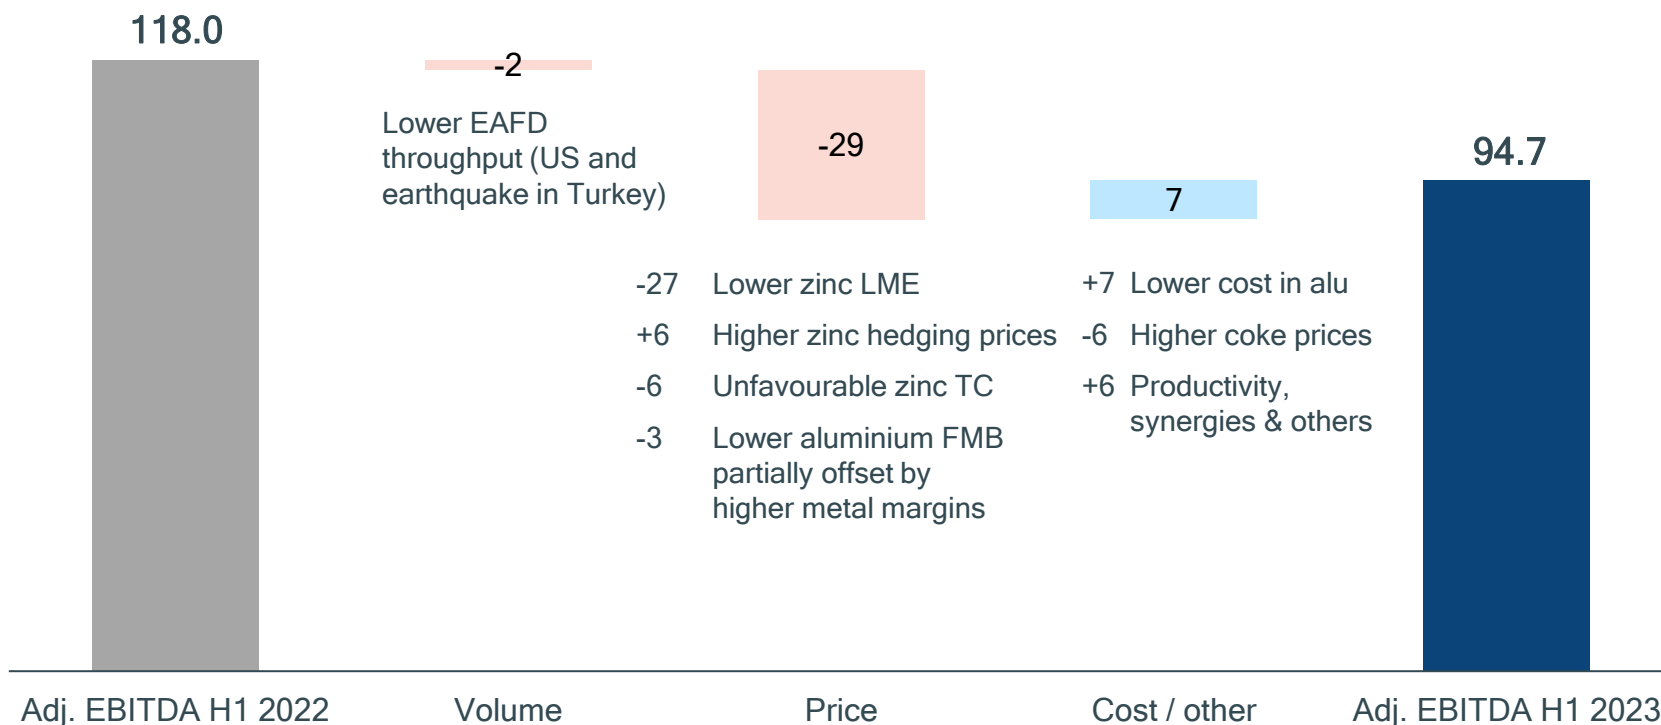 118.0
-2
Lower EAFD
throughput (US and
earthquake in Turkey)
-29
-27 Lower zinc LME
+6 Higher zinc hedging prices
-6 Unfavourable zinc TC
-3 Lower aluminium FMB
partially offset by
higher metal margins
7
+7 Lower cost in alu
-6 Higher coke prices
+6 Productivity,
synergies & others
94.7
Adj. EBITDA H1 2022
Volume
Price
Cost / other
Adj. EBITDA H1 2023